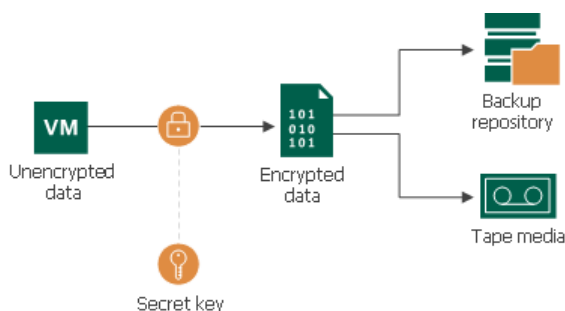 VM
Unencrypted
data
101
010
101
Encrypted
data
Backup
repository
Tape media
Secret key